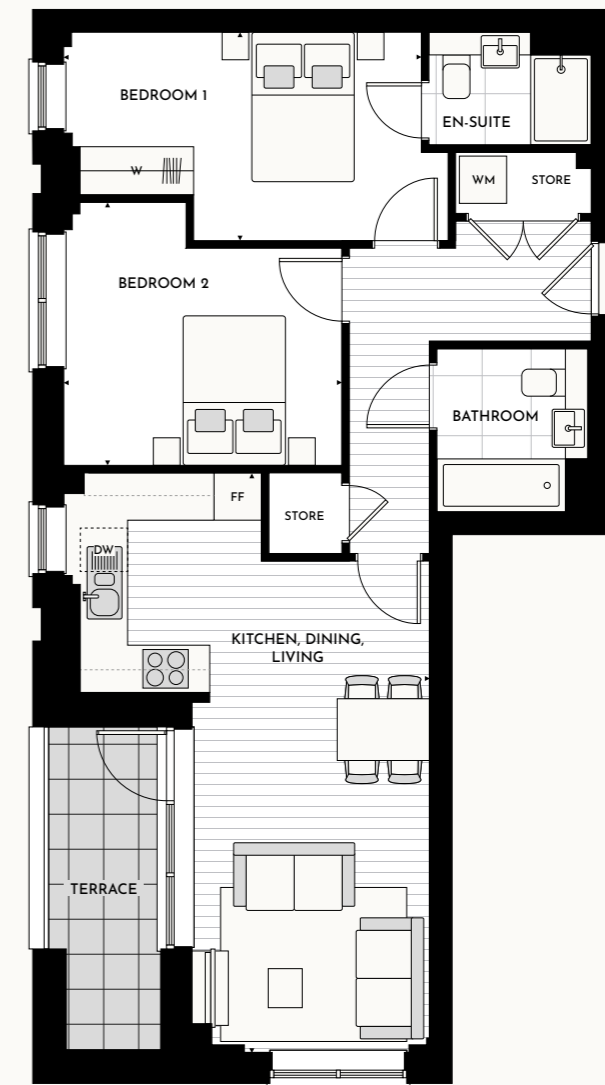 BEDROOM 1
EN-SUITE
W
WM
STORE
BEDROOM 2
BATHROOM
FF
STORE
DW
KITCHEN, DINING,
LIVING
TERRACE